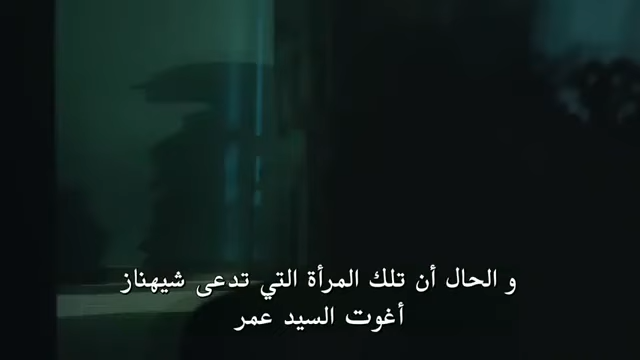 و الحال أن تلك المرأة التي تدعى شيهناز
أغوت السيد عمر